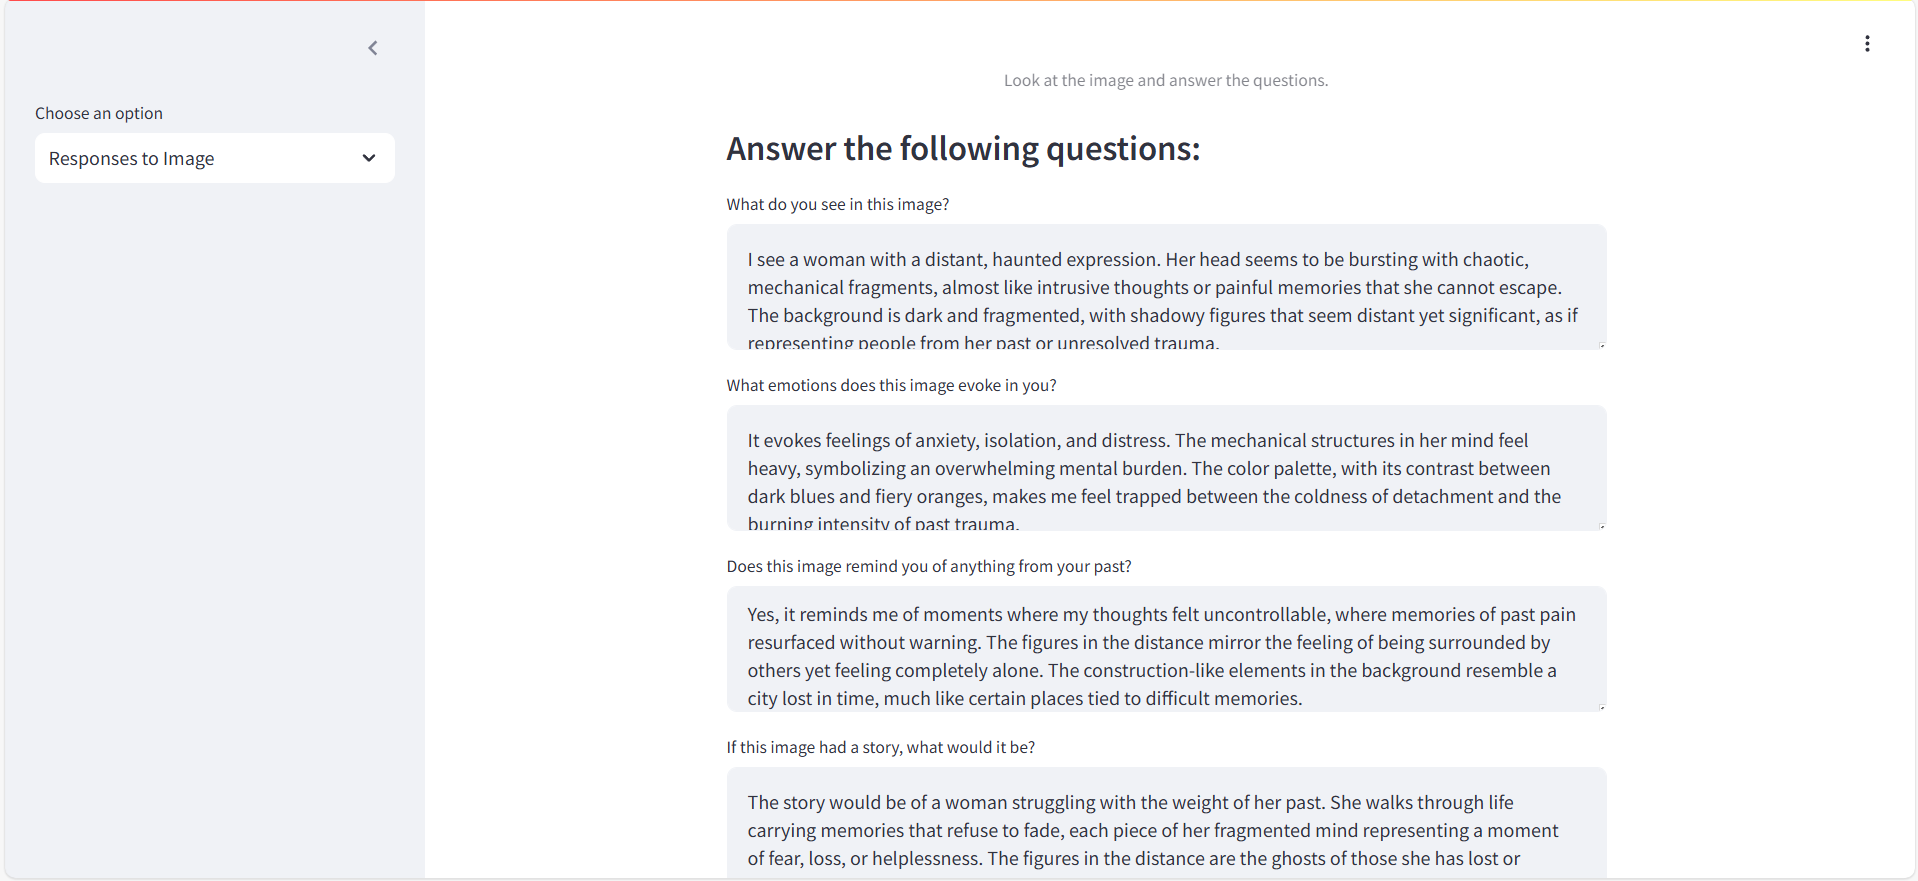 Choose an option
Responses to Image
Look at the image and answer the questions.
Answer the following questions:
What do you see in this image?
I see a woman with a distant, haunted expression. Her head seems to be bursting with chaotic,
mechanical fragments, almost like intrusive thoughts or painful memories that she cannot escape.
The background is dark and fragmented, with shadowy figures that seem distant yet significant, as if
representing people from her past or unresolved trauma.
What emotions does this image evoke in you?
It evokes feelings of anxiety, isolation, and distress. The mechanical structures in her mind feel
heavy, symbolizing an overwhelming mental burden. The color palette, with its contrast between
dark blues and fiery oranges, makes me feel trapped between the coldness of detachment and the
burning intensity of past trauma.
Does this image remind you of anything from your past?
Yes, it reminds me of moments where my thoughts felt uncontrollable, where memories of past pain
resurfaced without warning. The figures in the distance mirror the feeling of being surrounded by
others yet feeling completely alone. The construction-like elements in the background resemble a
city lost in time, much like certain places tied to difficult memories.
If this image had a story, what would it be?
The story would be of a woman struggling with the weight of her past. She walks through life
carrying memories that refuse to fade, each piece of her fragmented mind representing a moment
of fear, loss, or helplessness. The figures in the distance are the ghosts of those she has lost or